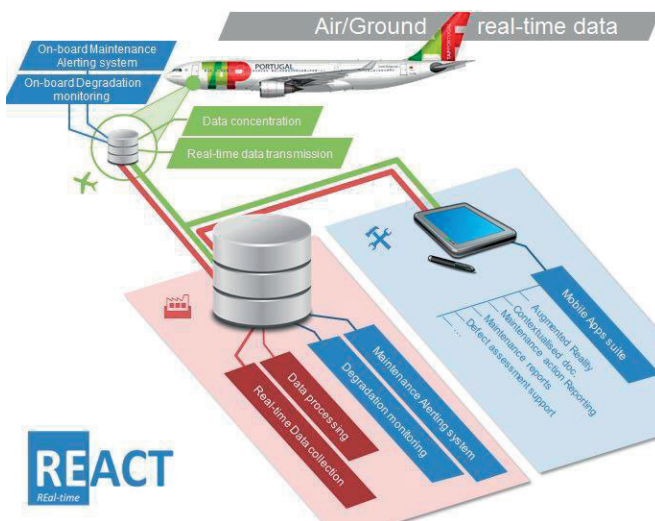 Air/Ground real-time data
On-board Maintenance
Alerting system
On-board Degradation
monitoring
PORTUGAL
TAP PORTUGAL
Data concentration
Real-time data transmission
Mobile Apps suite
Augmented Reality
Contextualised doc...
Maintenance action Reporting
Maintenance reports
Defect assessment support
...
Maintenance Alerting system
Degradation monitoring
Data processing
Real-time Data collection
REACT
REal-time